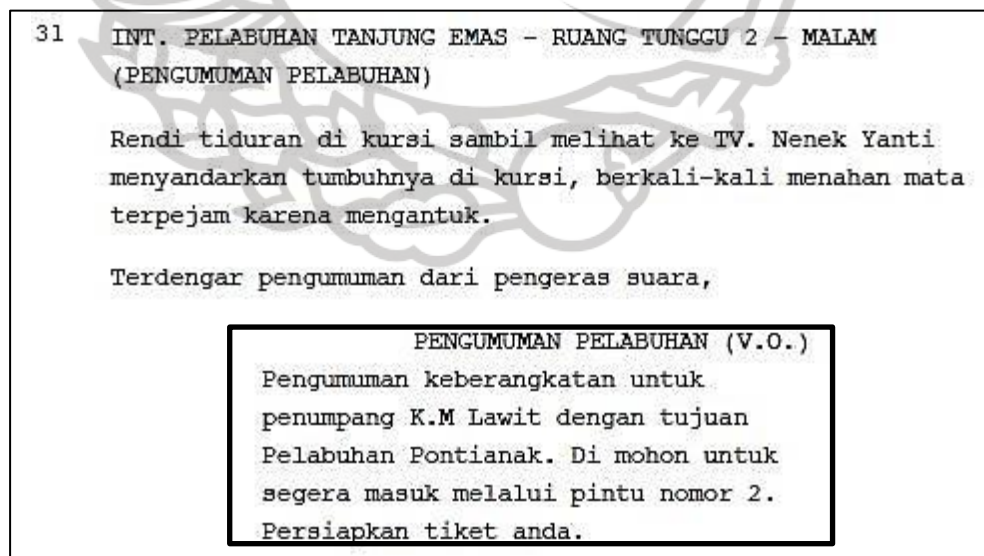 31 INT. PELABUHAN TANJUNG EMAS – RUANG TUNGGU 2 – MALAM
(PENGUMUMAN PELABUHAN)
Rendi tiduran di kursi sambil melihat ke TV. Nenek Yanti
menyandarkan tumbuhnya di kursi, berkali-kali menahan mata
terpejam karena mengantuk.
Terdengar pengumuman dari pengeras suara,
PENGUMUMAN PELABUHAN (V.O.)
Pengumuman keberangkatan untuk
penumpang K.M Lawit dengan tujuan
Pelabuhan Pontianak. Di mohon untuk
segera masuk melalui pintu nomor 2.
Persiapkan tiket anda.